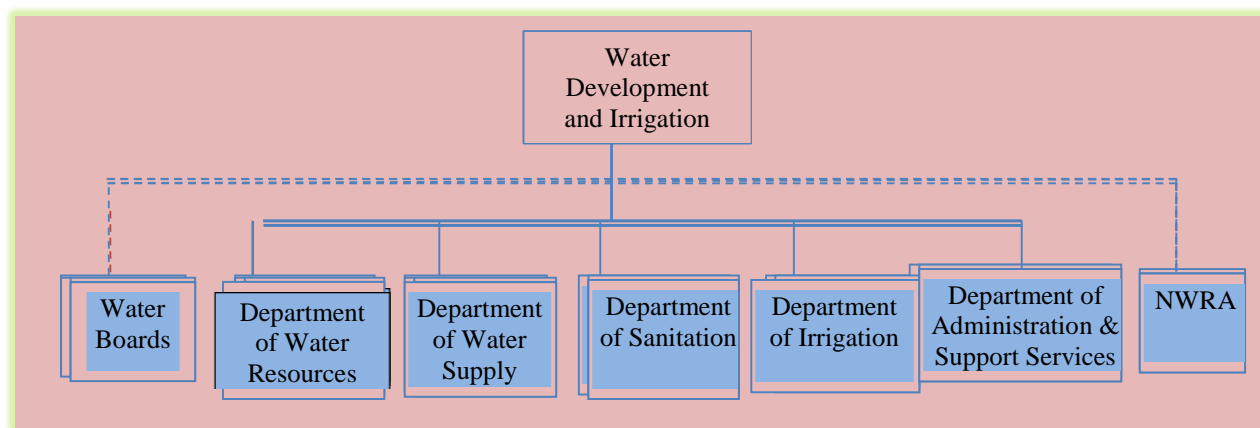 Water
Development
and Irrigation
Water
Boards
Department
of Water
Resources
Department
of Water
Supply
Department
of Sanitation
Department
of Irrigation
Department of
Administration &
Support Services
NWRA